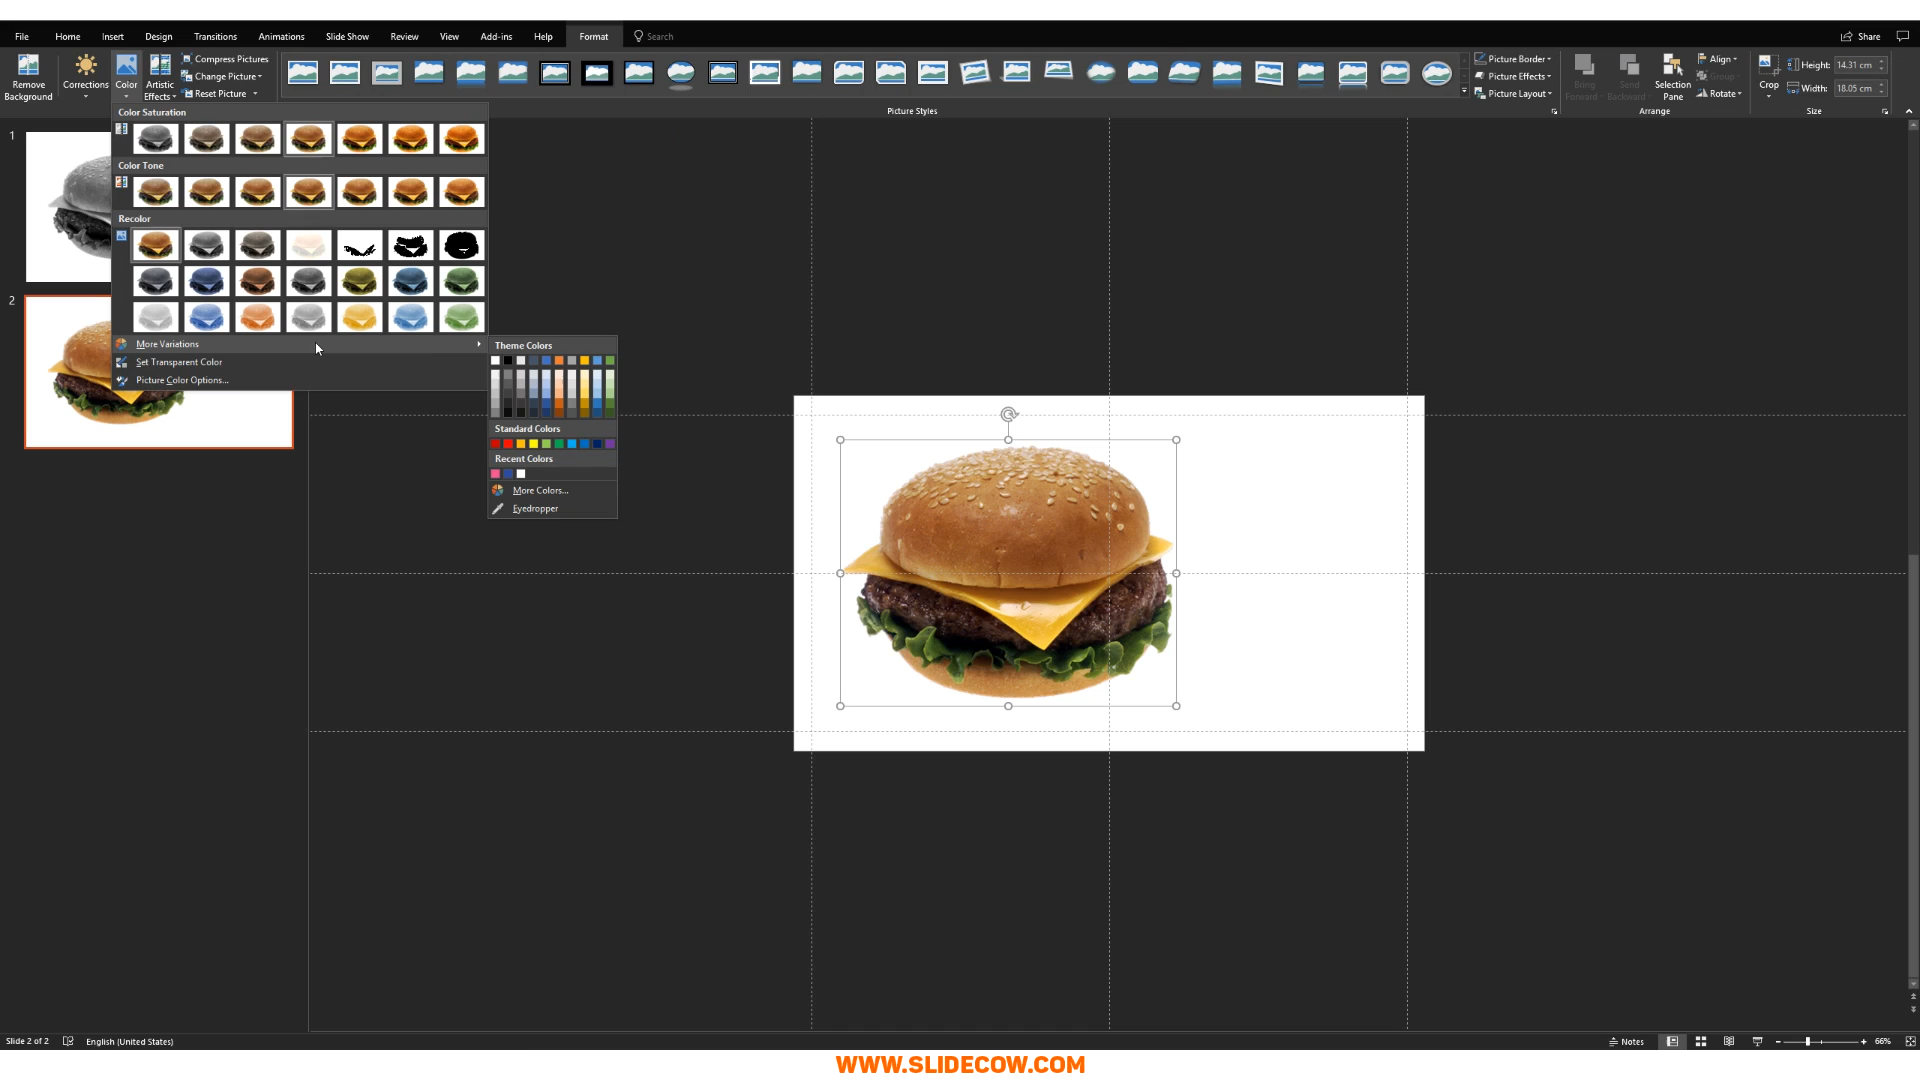 File Home Insert Design Transitions Animations Slide Show Review View Add-ins Help Format Search Share
Remove Background
Corrections
Color
Artistic Effects
Compress Pictures
Change Picture
Reset Picture
Picture Styles
Picture Border
Picture Effects
Picture Layout
Bring Forward
Send Backward
Selection Pane
Align
Group
Rotate
Arrange
Crop
Height: 14.31 cm
Width: 18.05 cm
Size
Color Saturation
Color Tone
Recolor
More Variations
Set Transparent Color
Picture Color Options...
Theme Colors
Standard Colors
Recent Colors
More Colors...
Eyedropper
1
2
Slide 2 of 2 English (United States) Notes 66%
WWW.SLIDECOW.COM